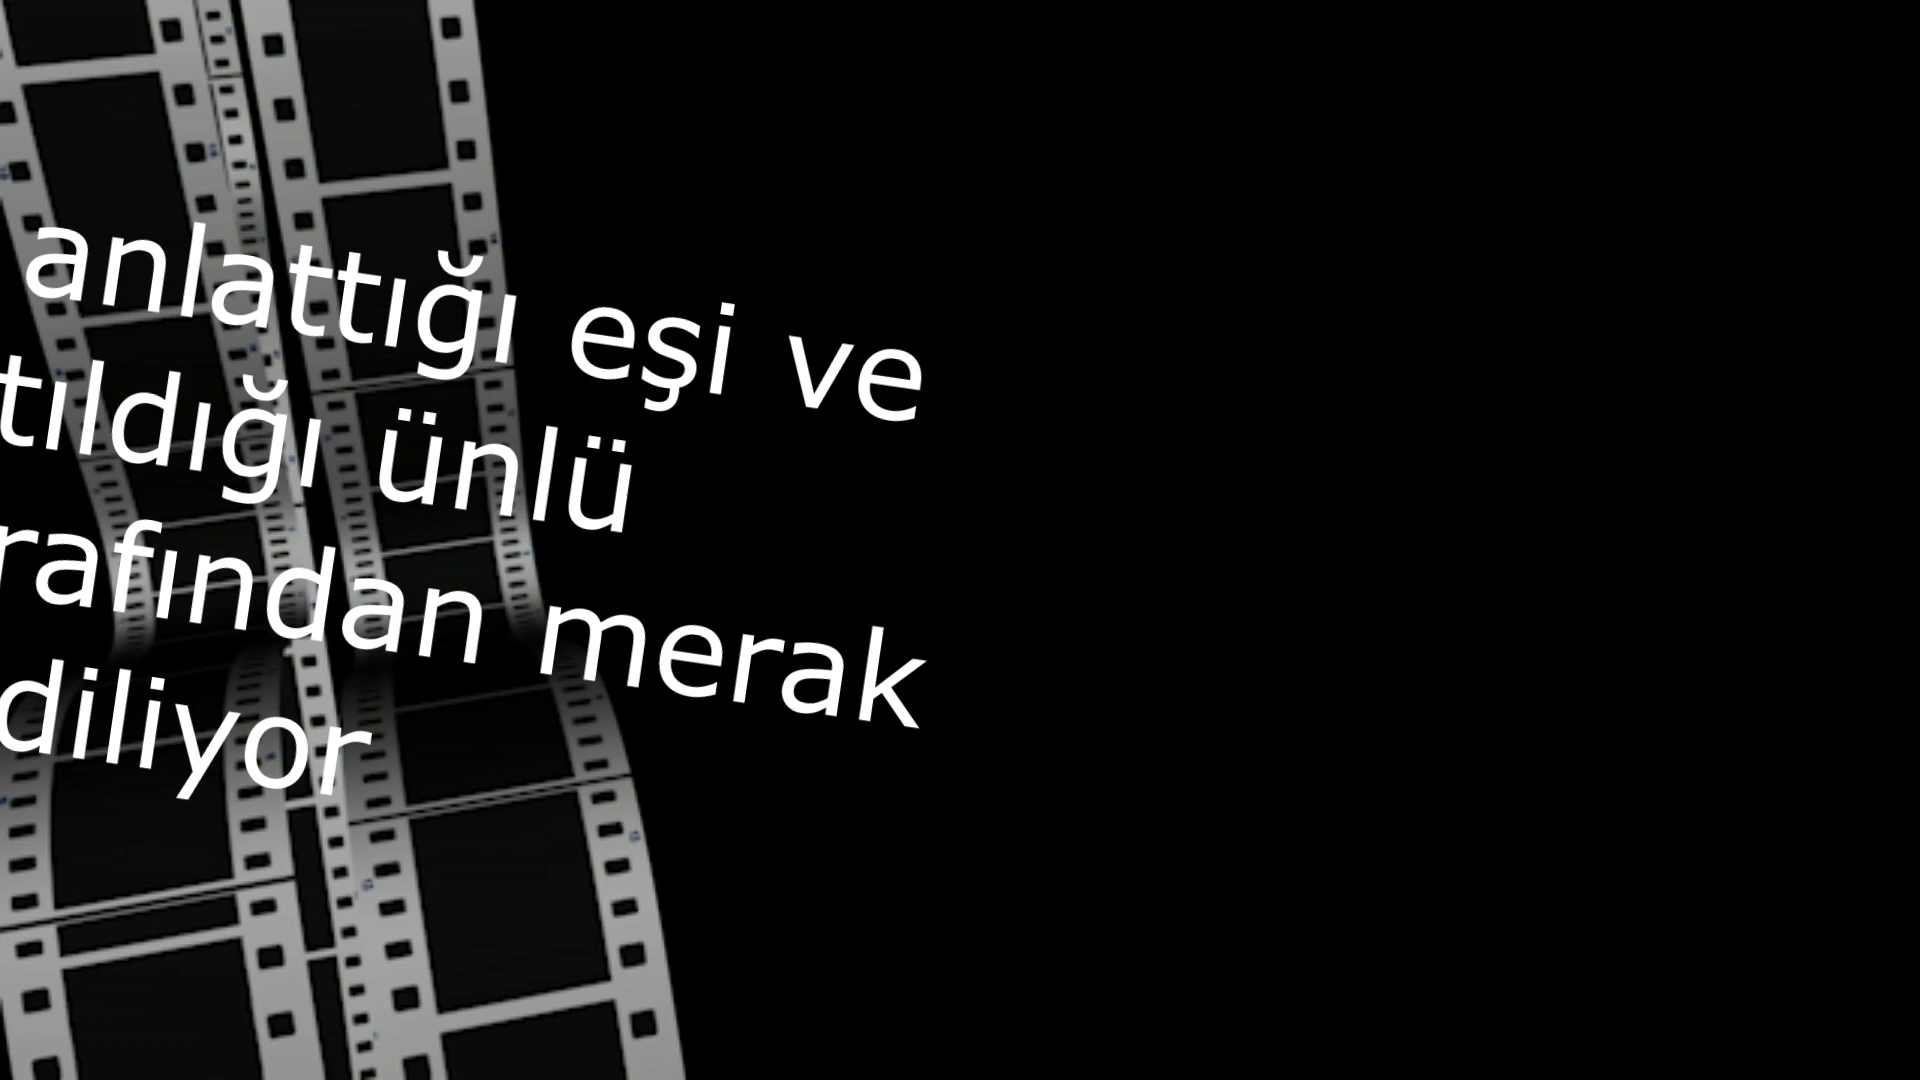 anlattığı eşi ve
tıldığı ünlü
rafından merak
diliyor